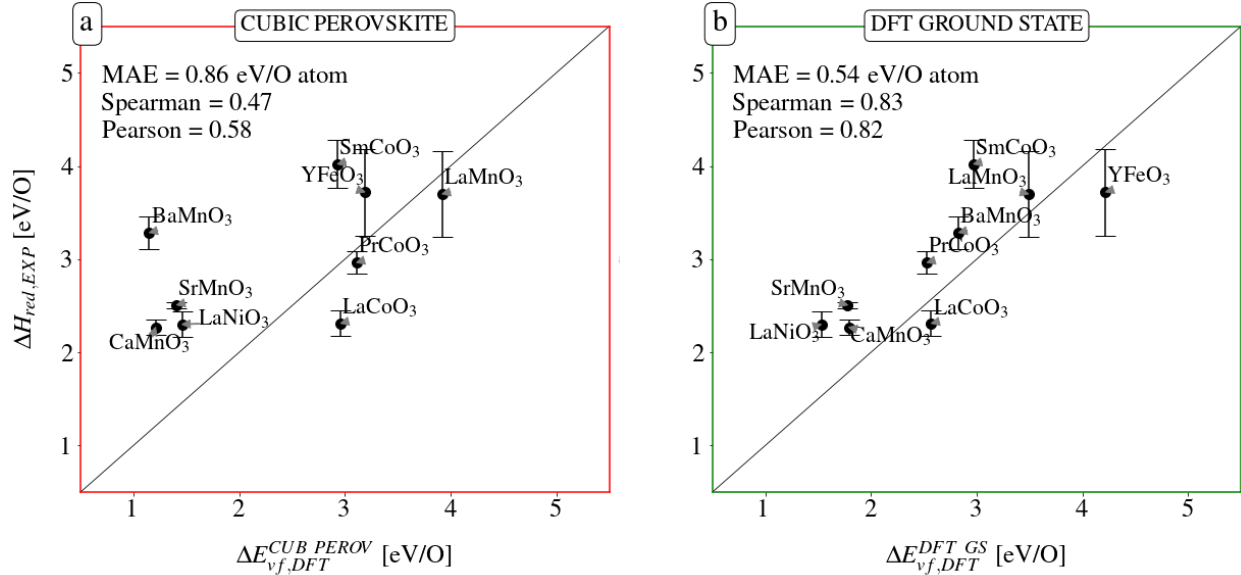 a
CUBIC PEROVSKITE
MAE = 0.86 eV/O atom
Spearman = 0.47
Pearson = 0.58
SmCoO₃
YFeO₃
LaMnO₃
BaMnO₃
PrCoO₃
SrMnO₃
LaNiO₃
LaCoO₃
CaMnO₃
5
4
3
2
1
1 2 3 4 5
ΔH_{red,EXP} [eV/O]
ΔE_{vf,DFT}^{CUB PEROV} [eV/O]
b
DFT GROUND STATE
MAE = 0.54 eV/O atom
Spearman = 0.83
Pearson = 0.82
SmCoO₃
LaMnO₃
YFeO₃
BaMnO₃
PrCoO₃
SrMnO₃
LaCoO₃
LaNiO₃
CaMnO₃
5
4
3
2
1
1 2 3 4 5
ΔE_{vf,DFT}^{DFT GS} [eV/O]